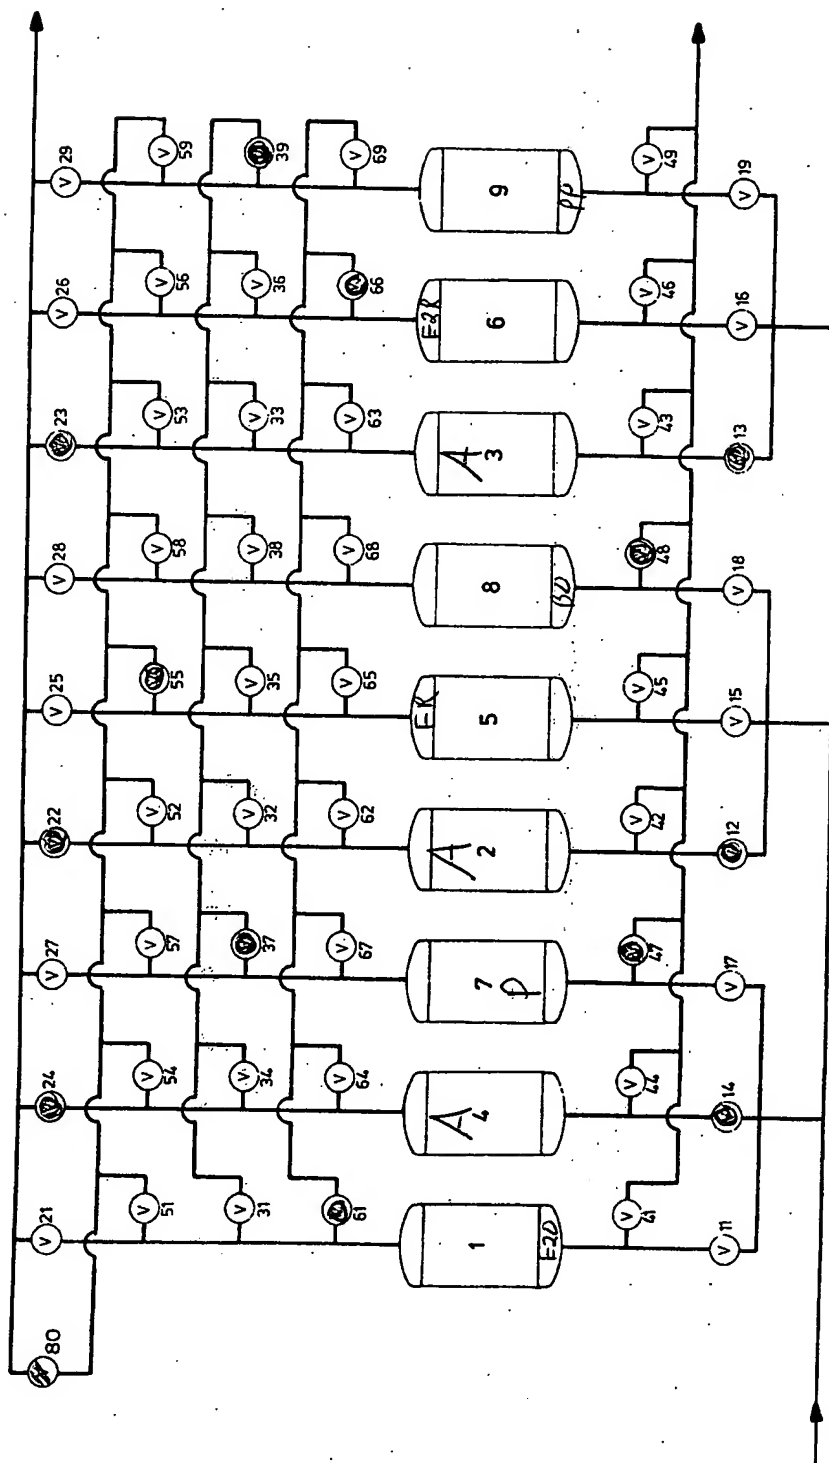 80 21 24 27 22 25 28 23 26 29
V V V V V V
V V V V V V V V
51 54 57 52 55 58 53 56 59
V V V V V V V
31 34 37 32 35 38 33 36 39
V V V V V V V
61 64 67 62 65 68 63 66 69
EK E2K
A A A
1 4 7 2 5 8 3 6 9
P
E2D BD PP
V V V V V V V
41 44 47 42 45 48 43 46 49
V V V V V V
11 14 17 12 15 18 13 16 19